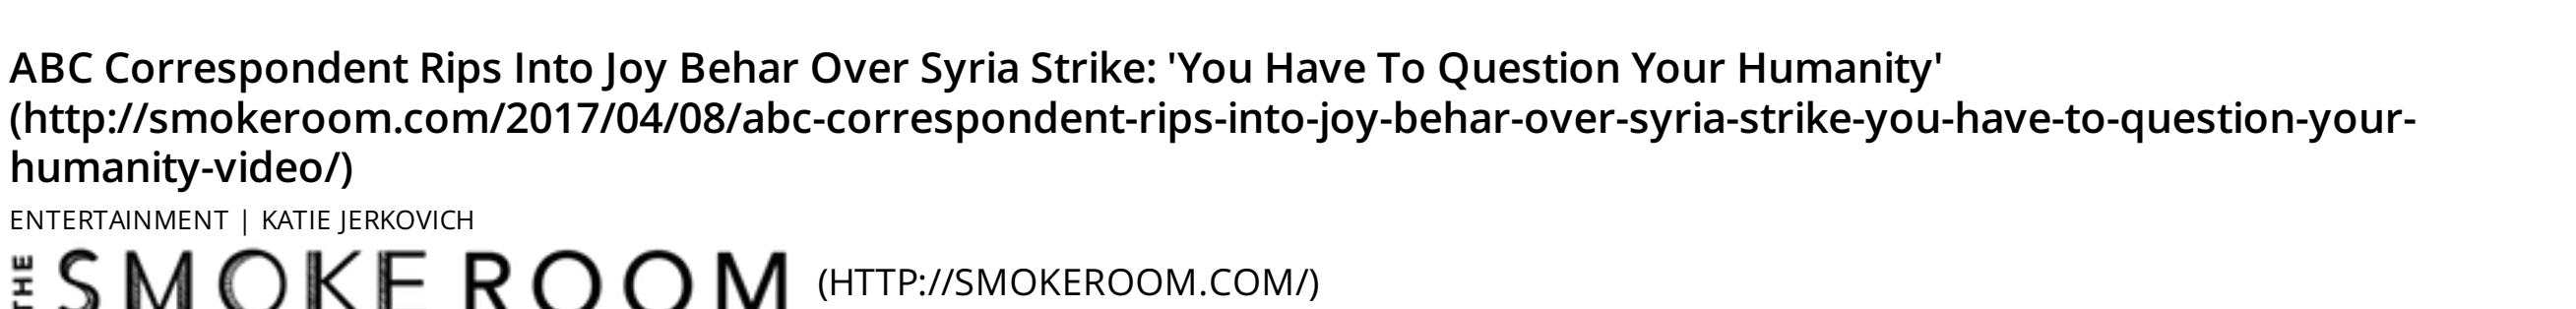 ABC Correspondent Rips Into Joy Behar Over Syria Strike: 'You Have To Question Your Humanity'
(http://smokeroom.com/2017/04/08/abc-correspondent-rips-into-joy-behar-over-syria-strike-you-have-to-question-your-
humanity-video/)
ENTERTAINMENT | KATIE JERKOVICH
THE SMOKE ROOM (HTTP://SMOKEROOM.COM/)